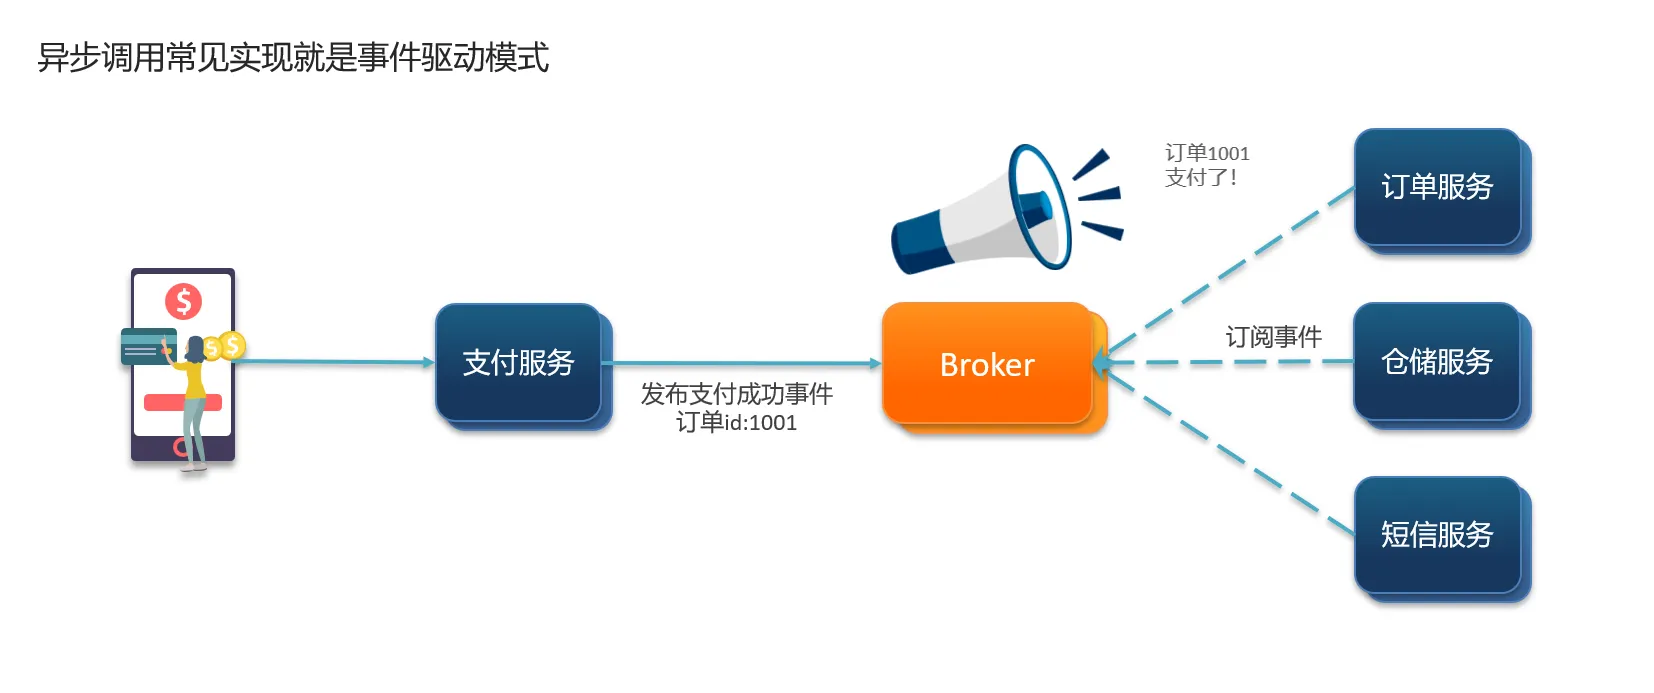 异步调用常见实现就是事件驱动模式
订单1001
支付了！
订单服务
$
$
$
支付服务
发布支付成功事件
订单id:1001
Broker
订阅事件
仓储服务
短信服务